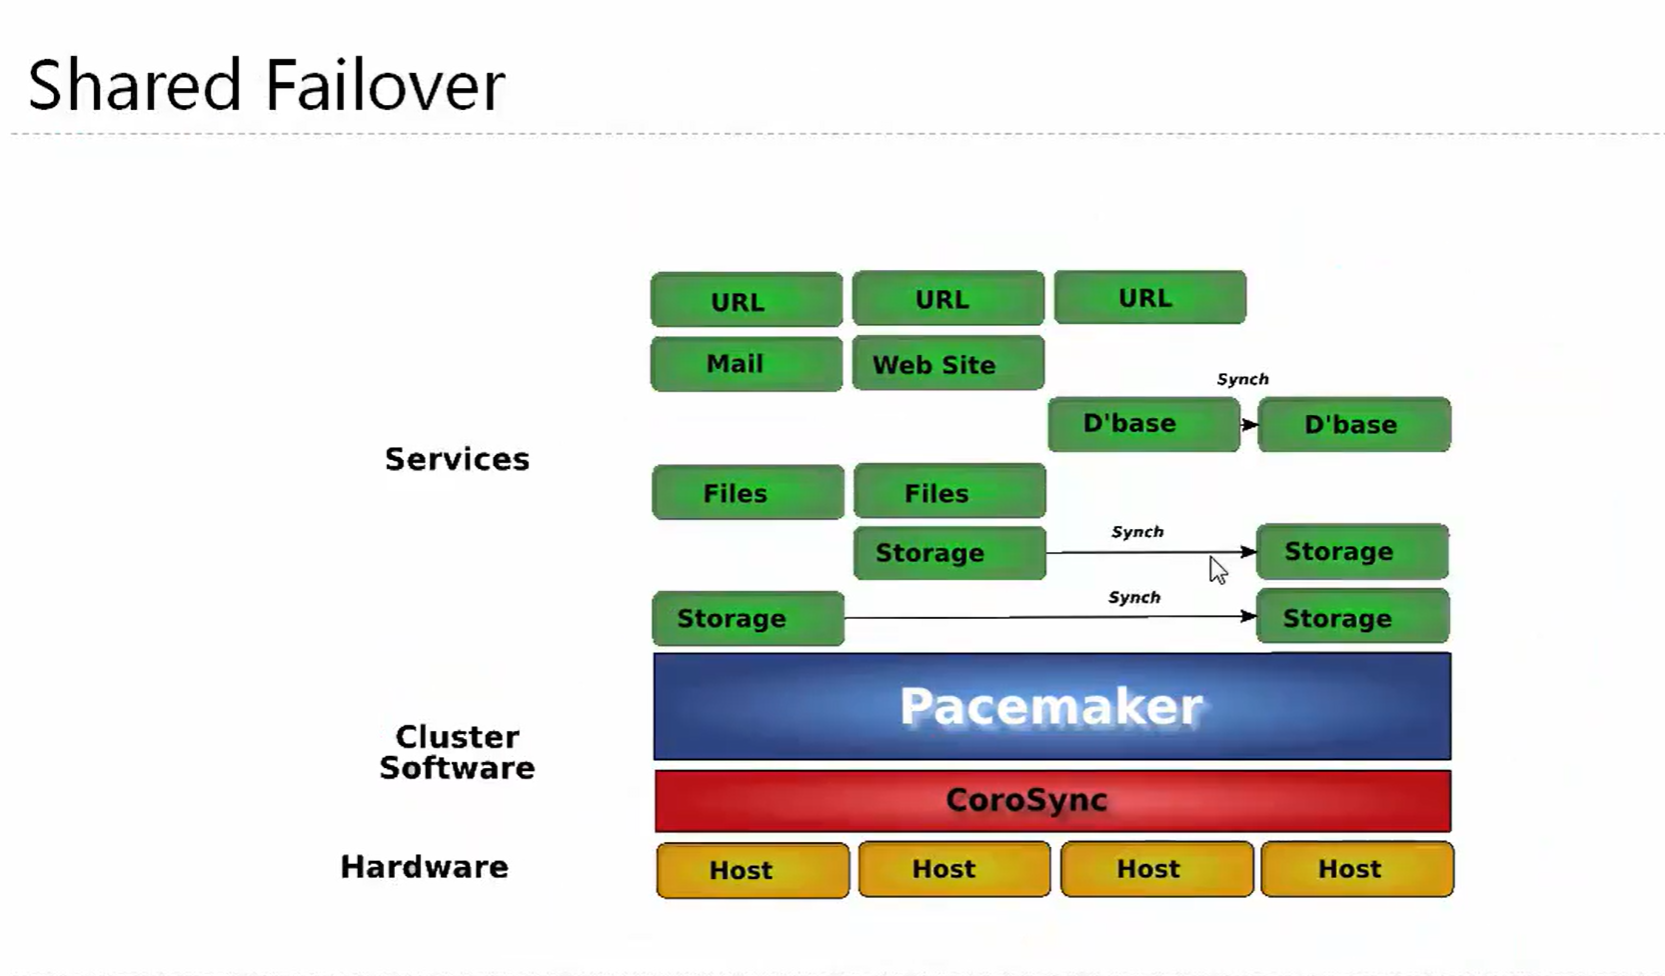 Shared Failover
URL
URL
URL
Mail
Web Site
Synch
D'base
D'base
Services
Files
Files
Storage
Synch
Storage
Storage
Synch
Storage
Pacemaker
Cluster
Software
CoroSync
Hardware
Host
Host
Host
Host